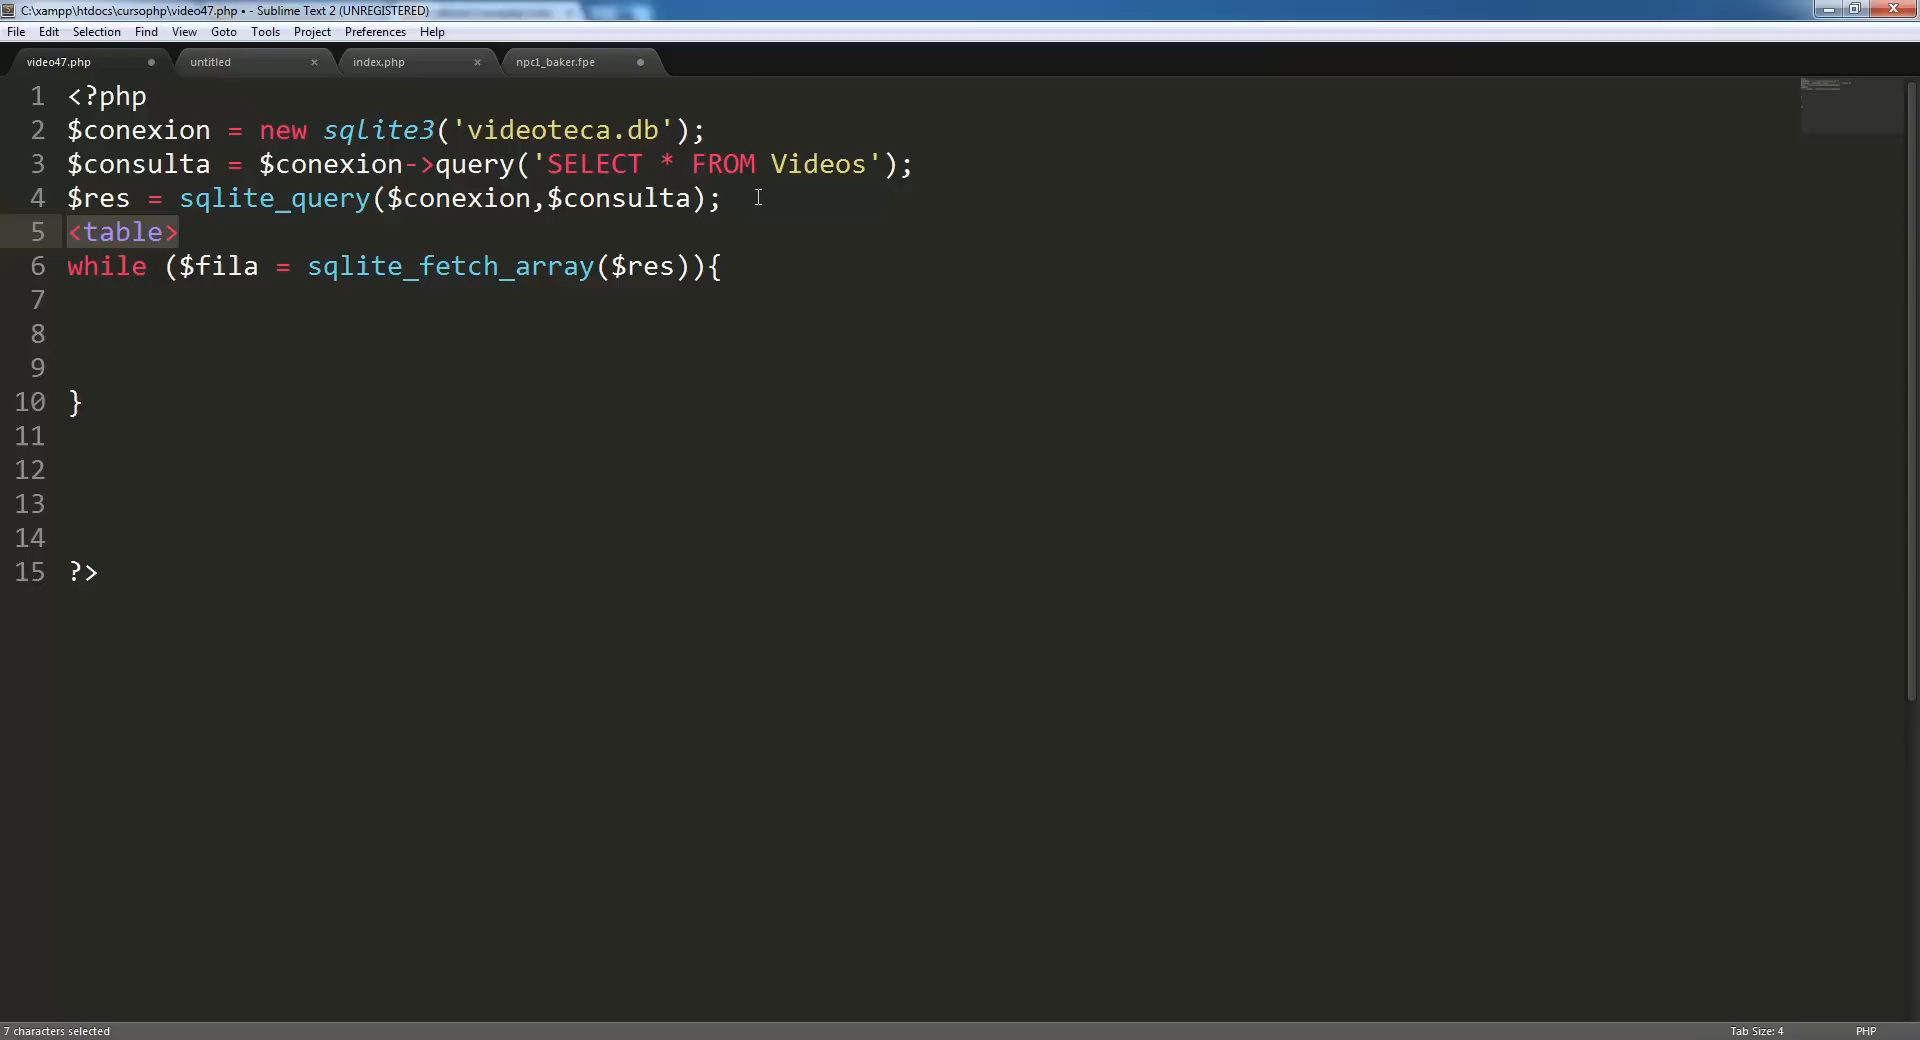 C:\xampp\htdocs\cursophp\video47.php • - Sublime Text 2 (UNREGISTERED)
File Edit Selection Find View Goto Tools Project Preferences Help
video47.php untitled × index.php × npc1_baker.fpe
1 <?php
2 $conexion = new sqlite3('videoteca.db');
3 $consulta = $conexion->query('SELECT * FROM Videos');
4 $res = sqlite_query($conexion,$consulta);
5 <table>
6 while ($fila = sqlite_fetch_array($res)){
7
8
9
10 }
11
12
13
14
15 ?>
7 characters selected Tab Size: 4 PHP